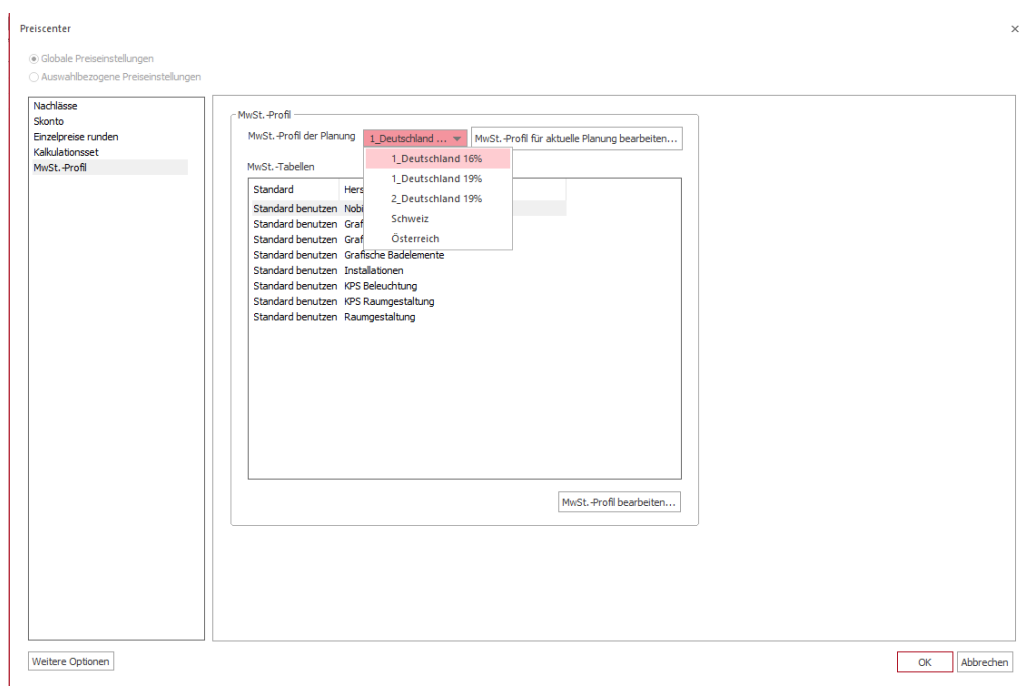 Preiscenter
Globale Preiseinstellungen
Auswahlbezogene Preiseinstellungen
Nachlässe
Skonto
Einzelpreise runden
Kalkulationsset
MwSt.-Profil
MwSt.-Profil
MwSt.-Profil der Planung 1_Deutschland ... MwSt.-Profil für aktuelle Planung bearbeiten...
1_Deutschland 16%
1_Deutschland 19%
2_Deutschland 19%
Schweiz
Österreich
MwSt.-Tabellen
Standard Hers
Standard benutzen Nobi
Standard benutzen Graf
Standard benutzen Graf
Standard benutzen Grafische Badelemente
Standard benutzen Installationen
Standard benutzen KPS Beleuchtung
Standard benutzen KPS Raumgestaltung
Standard benutzen Raumgestaltung
MwSt.-Profil bearbeiten...
Weitere Optionen
OK Abbrechen